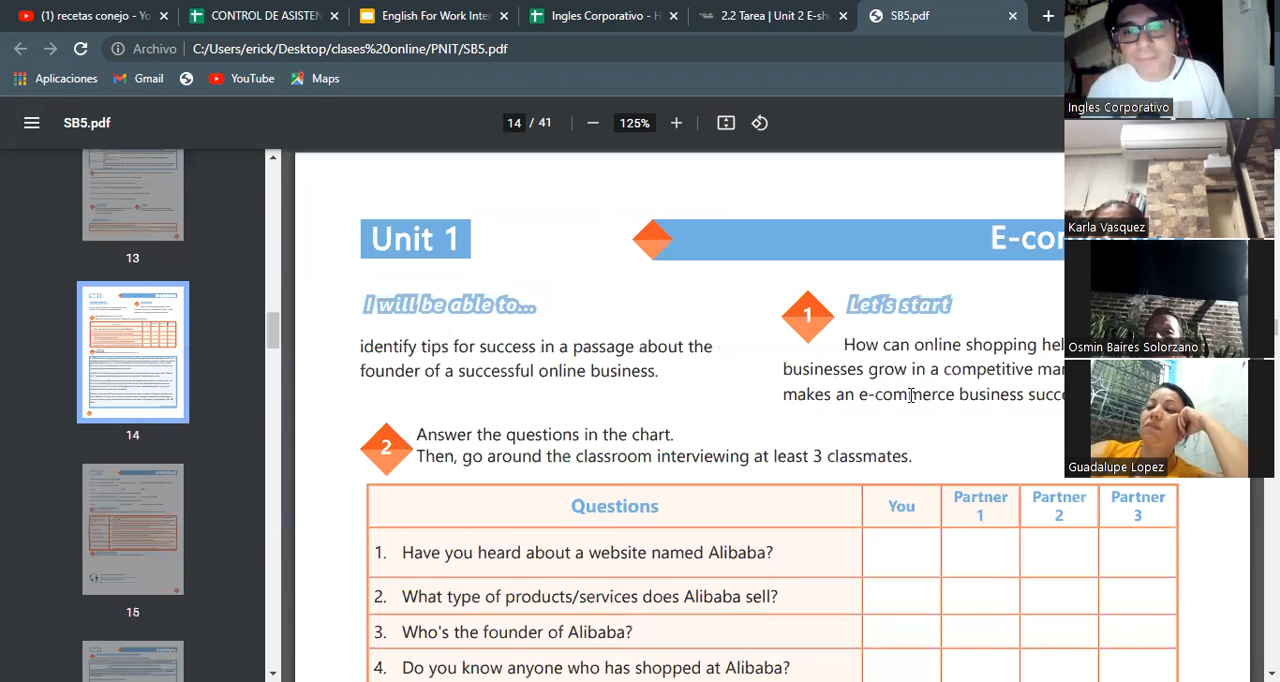 (1) recetas conejo - Yo
CONTROL DE ASISTEN
English For Work Inte
Ingles Corporativo - H
2.2 Tarea | Unit 2 E-sh
SB5.pdf
Archivo
C:/Users/erick/Desktop/clases%20online/PNIT/SB5.pdf
Aplicaciones
Gmail
YouTube
Maps
SB5.pdf
14 / 41
125%
13
14
15
Unit 1
E-con
I will be able to...
1
Let's start
identify tips for success in a passage about the
founder of a successful online business.
How can online shopping hel
businesses grow in a competitive mar
makes an e-commerce business succe
2
Answer the questions in the chart.
Then, go around the classroom interviewing at least 3 classmates.
Questions
You
Partner
1
Partner
2
Partner
3
1. Have you heard about a website named Alibaba?
2. What type of products/services does Alibaba sell?
3. Who's the founder of Alibaba?
4. Do you know anyone who has shopped at Alibaba?
Ingles Corporativo
Karla Vasquez
Osmin Baires Solorzano
Guadalupe Lopez